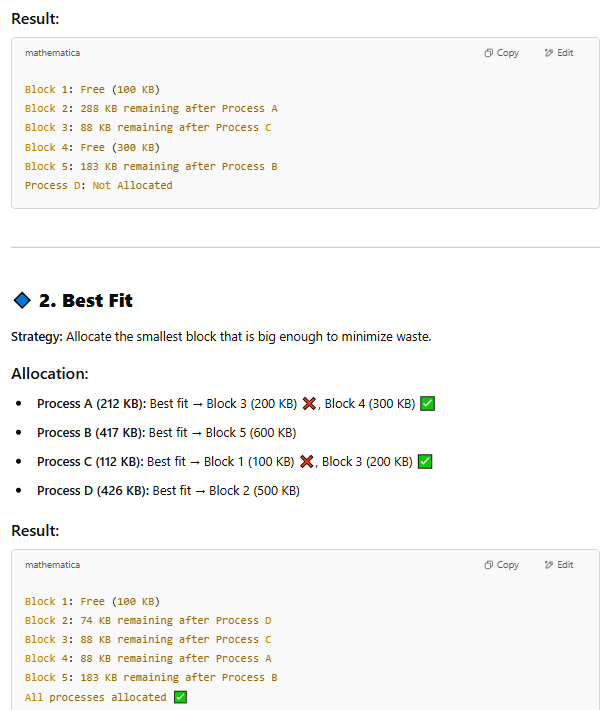 Result:
mathematica
Copy
Edit
Block 1: Free (100 KB)
Block 2: 288 KB remaining after Process A
Block 3: 88 KB remaining after Process C
Block 4: Free (300 KB)
Block 5: 183 KB remaining after Process B
Process D: Not Allocated
🔷 2. Best Fit
Strategy: Allocate the smallest block that is big enough to minimize waste.
Allocation:
• Process A (212 KB): Best fit → Block 3 (200 KB) ❌, Block 4 (300 KB) ✅
• Process B (417 KB): Best fit → Block 5 (600 KB)
• Process C (112 KB): Best fit → Block 1 (100 KB) ❌, Block 3 (200 KB) ✅
• Process D (426 KB): Best fit → Block 2 (500 KB)
Result:
mathematica
Copy
Edit
Block 1: Free (100 KB)
Block 2: 74 KB remaining after Process D
Block 3: 88 KB remaining after Process C
Block 4: 88 KB remaining after Process A
Block 5: 183 KB remaining after Process B
All processes allocated ✅